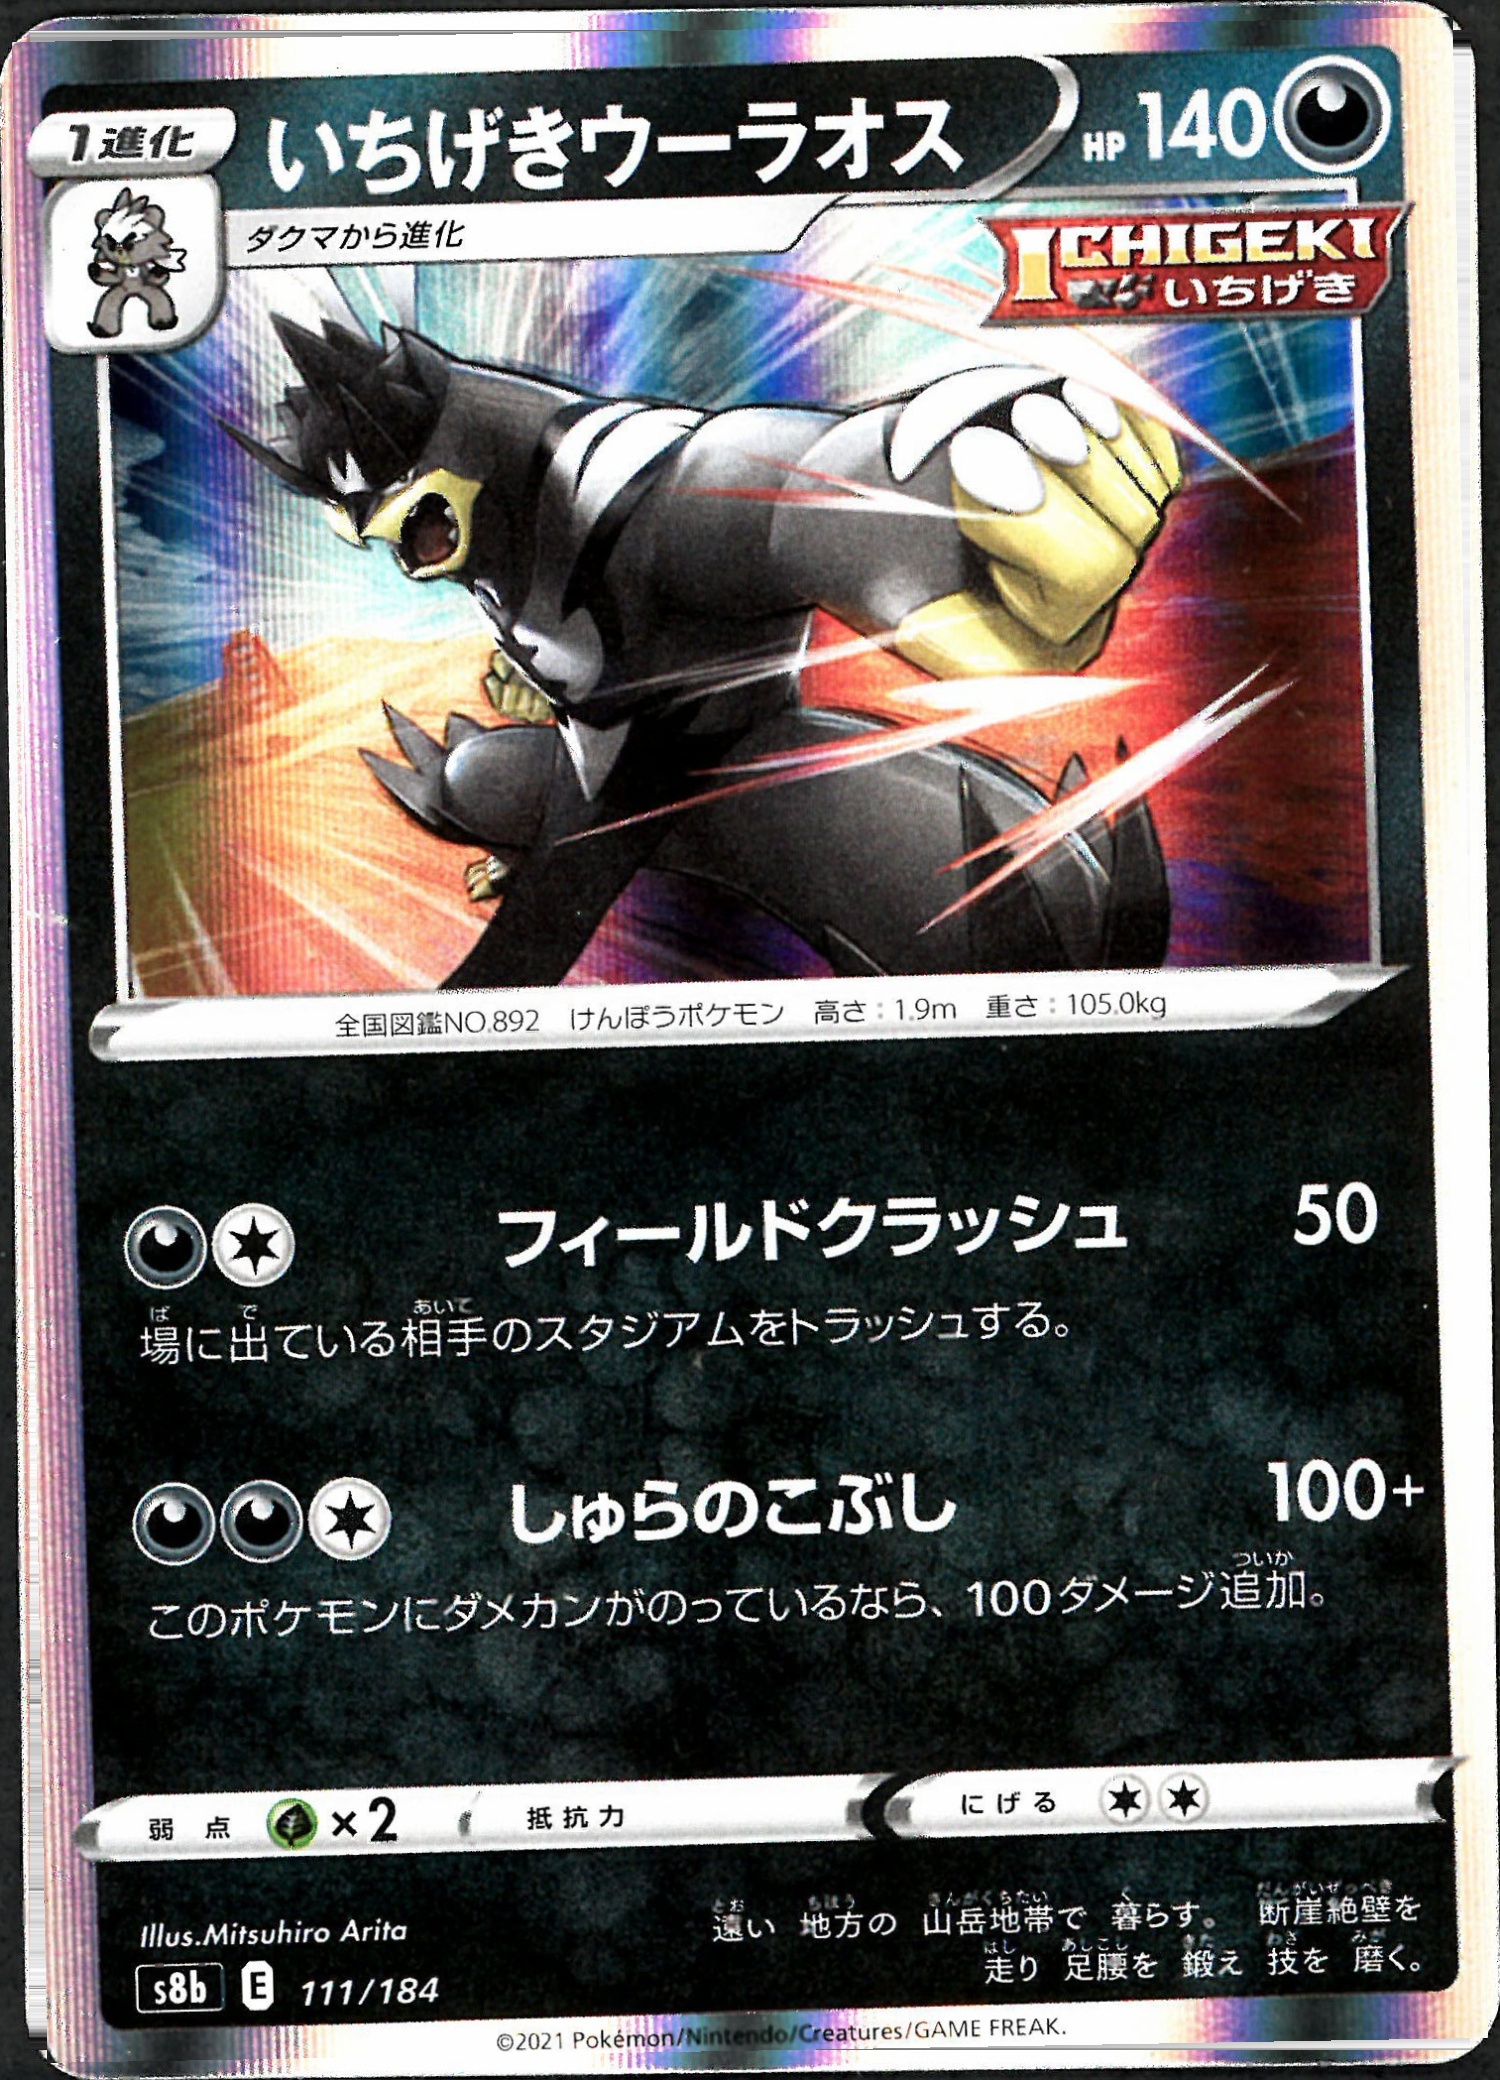 1進化
いちげきウーラオス
HP 140
タクマから進化
ICHIGEKI
いちげき
全国図鑑NO.892 けんぽうポケモン 高さ：1.9m 重さ：105.0kg
フィールドクラッシュ 50
場に出ている相手のスタジアムをトラッシュする。
しゅらのこぶし 100+
このポケモンにダメカンがのっているなら、100ダメージ追加。
弱点 ×2 抵抗力 にげる
Illus.Mitsuhiro Arita
遠い 地方の 山岳地帯で 暮らす。 断崖絶壁を
走り 足腰を 鍛え 技を 磨く。
s8b E 111/184
©2021 Pokémon/Nintendo/Creatures/GAME FREAK.